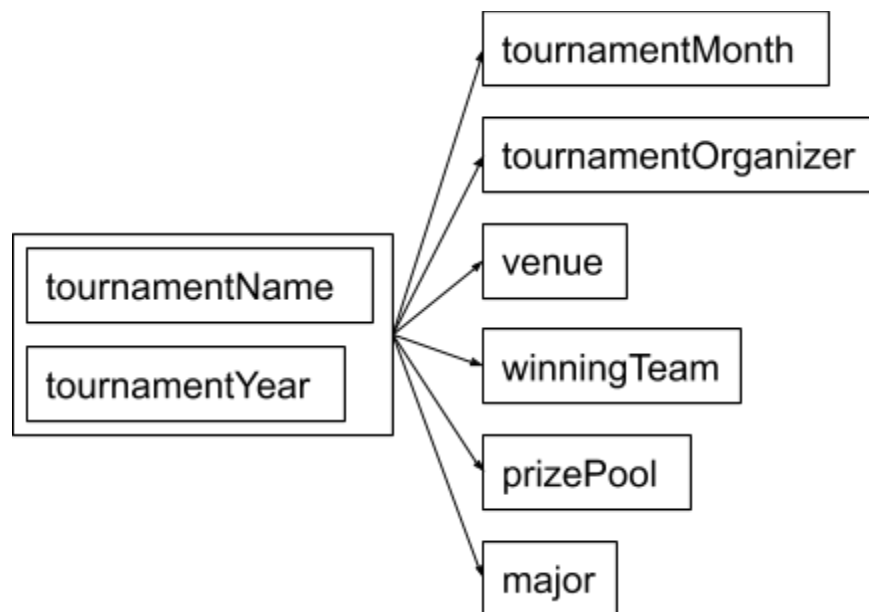 tournamentMonth
tournamentOrganizer
venue
tournamentName
tournamentYear
winningTeam
prizePool
major